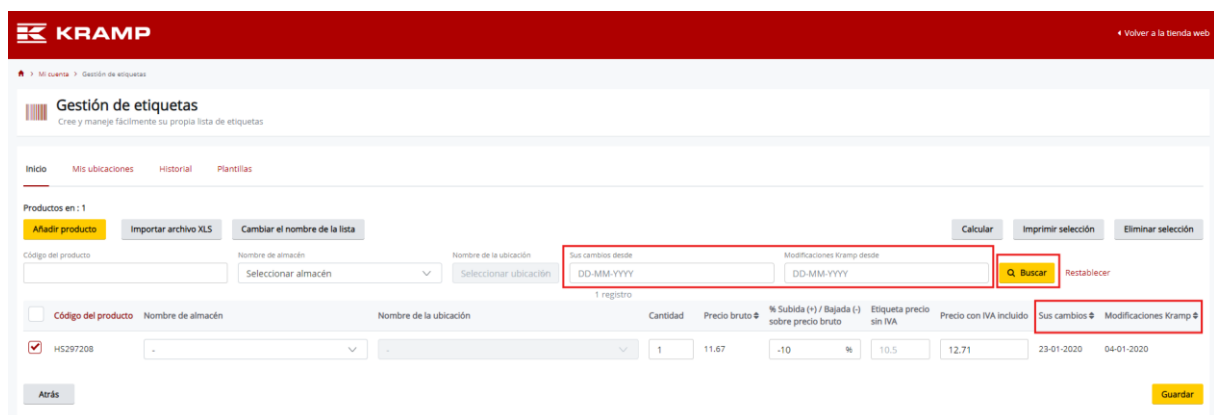 KRAMP
Volver a la tienda web
Mi cuenta > Gestión de etiquetas
Gestión de etiquetas
Cree y maneje fácilmente su propia lista de etiquetas
Inicio Mis ubicaciones Historial Plantillas
Productos en : 1
Añadir producto Importar archivo XLS Cambiar el nombre de la lista Calcular Imprimir selección Eliminar selección
Código del producto Nombre de almacén Nombre de la ubicación Sus cambios desde Modificaciones Kramp desde
Seleccionar almacén Seleccionar ubicación DD-MM-YYYY DD-MM-YYYY Buscar Restablecer
1 registro
Código del producto Nombre de almacén Nombre de la ubicación Cantidad Precio bruto % Subida (+) / Bajada (-) sobre precio bruto Etiqueta precio sin IVA Precio con IVA incluido Sus cambios Modificaciones Kramp
HS297208 - - 1 11.67 -10 % 10.5 12.71 23-01-2020 04-01-2020
Atrás Guardar